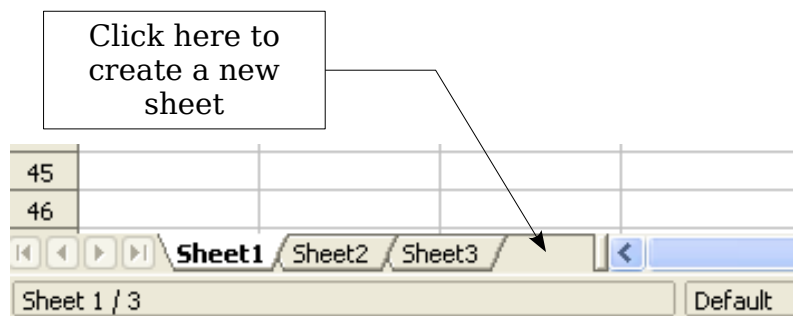 Click here to
create a new
sheet
45
46
Sheet1 Sheet2 Sheet3
Sheet 1 / 3 Default